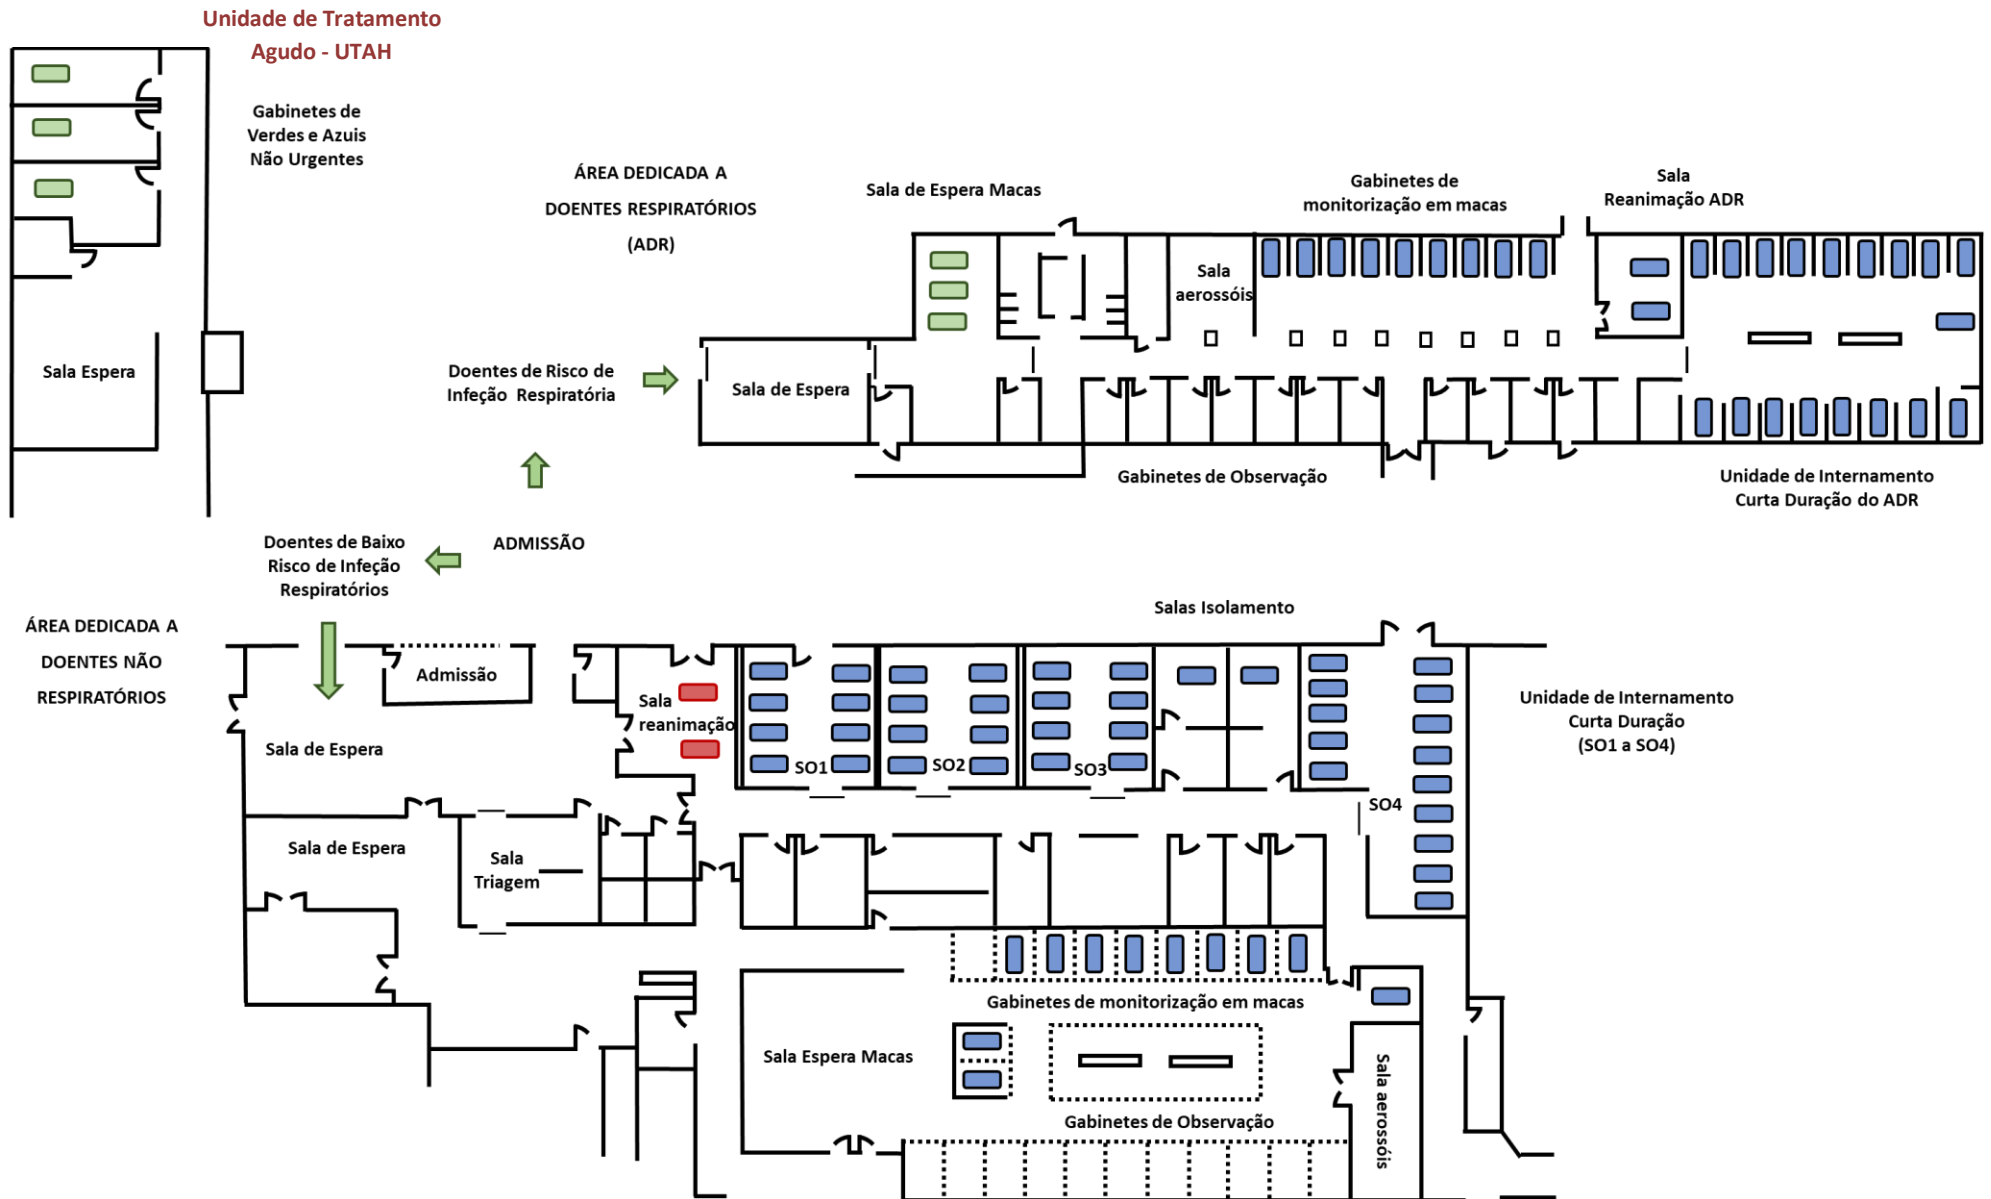 Unidade de Tratamento
Agudo - UTAH
Gabinetes de
Verdes e Azuis
Não Urgentes
Sala Espera
ÁREA DEDICADA A
DOENTES RESPIRATÓRIOS
(ADR)
Sala de Espera Macas
Gabinetes de
monitorização em macas
Sala
Reanimação ADR
Sala
aerossóis
Doentes de Risco de
Infeção Respiratória
Sala de Espera
Gabinetes de Observação
Unidade de Internamento
Curta Duração do ADR
ADMISSÃO
Doentes de Baixo
Risco de Infeção
Respiratórios
ÁREA DEDICADA A
DOENTES NÃO
RESPIRATÓRIOS
Salas Isolamento
Admissão
Sala
reanimação
Sala de Espera
SO1
SO2
SO3
SO4
Unidade de Internamento
Curta Duração
(SO1 a SO4)
Sala de Espera
Sala
Triagem
Gabinetes de monitorização em macas
Sala Espera Macas
Sala aerossóis
Gabinetes de Observação